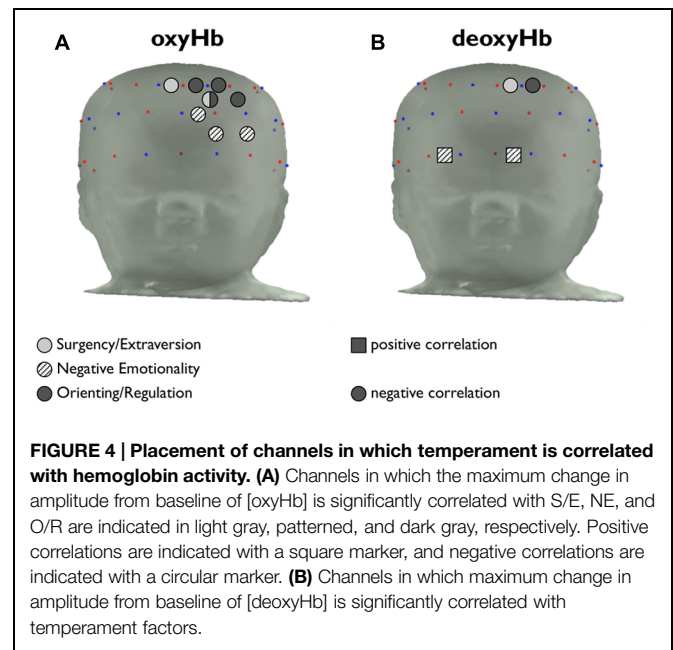 A oxyHb
B deoxyHb
Surgency/Extraversion
Negative Emotionality
Orienting/Regulation
positive correlation
negative correlation
FIGURE 4 | Placement of channels in which temperament is correlated
with hemoglobin activity. (A) Channels in which the maximum change in
amplitude from baseline of [oxyHb] is significantly correlated with S/E, NE, and
O/R are indicated in light gray, patterned, and dark gray, respectively. Positive
correlations are indicated with a square marker, and negative correlations are
indicated with a circular marker. (B) Channels in which maximum change in
amplitude from baseline of [deoxyHb] is significantly correlated with
temperament factors.